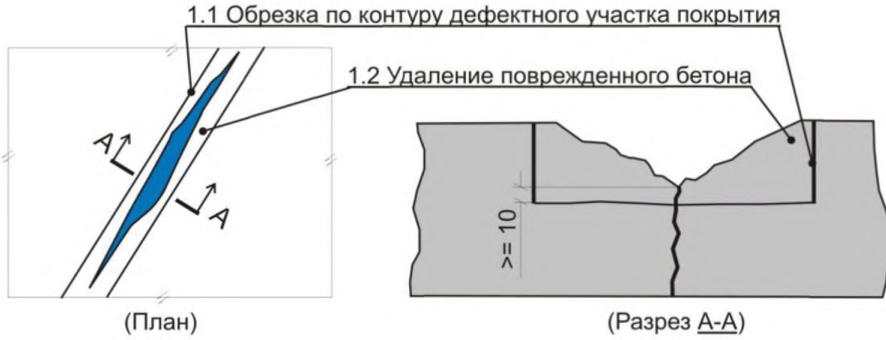 1.1 Обрезка по контуру дефектного участка покрытия
1.2 Удаление поврежденного бетона
А
А
>= 10
(План)
(Разрез А-А)